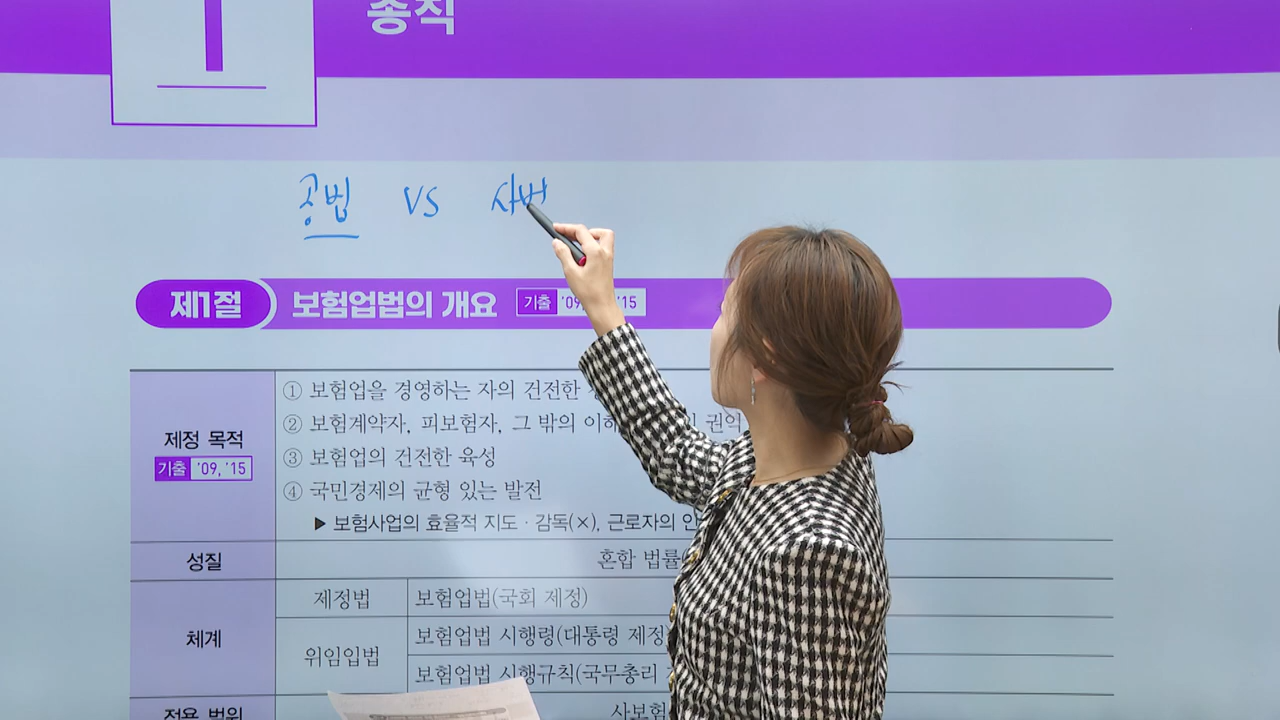 1
총칙
공법 vs 사법
제1절 보험업법의 개요 기출 '09, '15
① 보험업을 경영하는 자의 건전한
제정 목적
② 보험계약자, 피보험자, 그 밖의 이해 권익
기출 '09, '15
③ 보험업의 건전한 육성
④ 국민경제의 균형 있는 발전
▶ 보험사업의 효율적 지도·감독(×), 근로자의 안
성질 혼합 법률
체계 제정법 보험업법(국회 제정)
위임입법 보험업법 시행령(대통령 제정
보험업법 시행규칙(국무총리
적용 범위 사보험